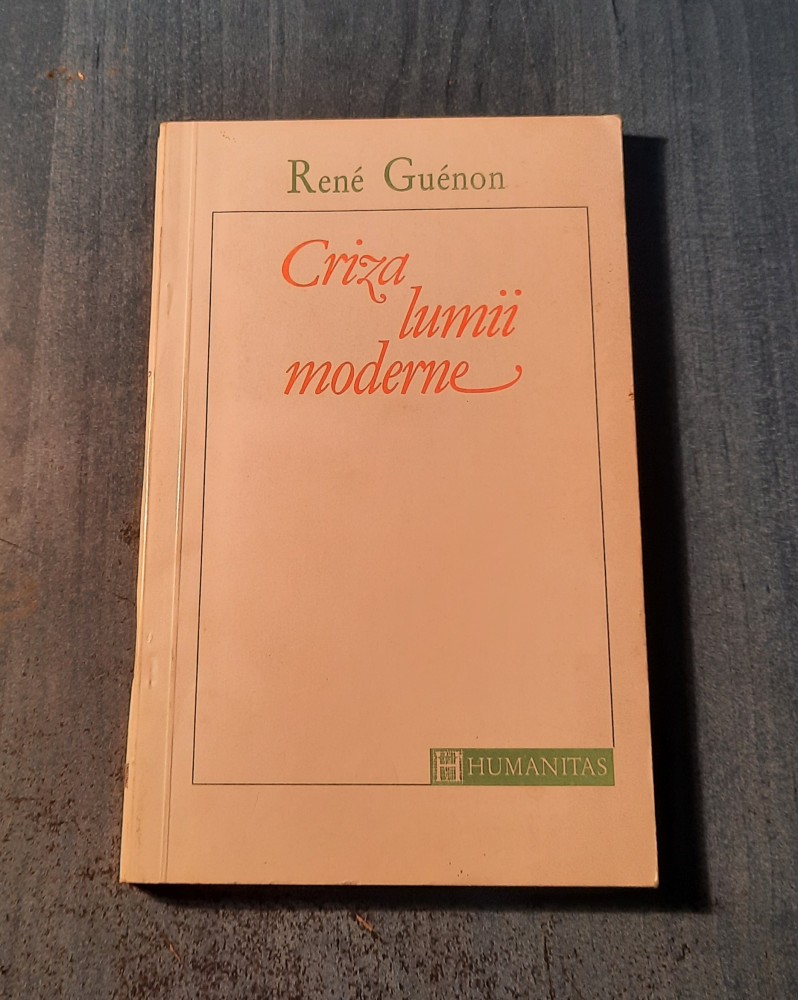 René Guénon
Criza
lumii
moderne
H HUMANITAS